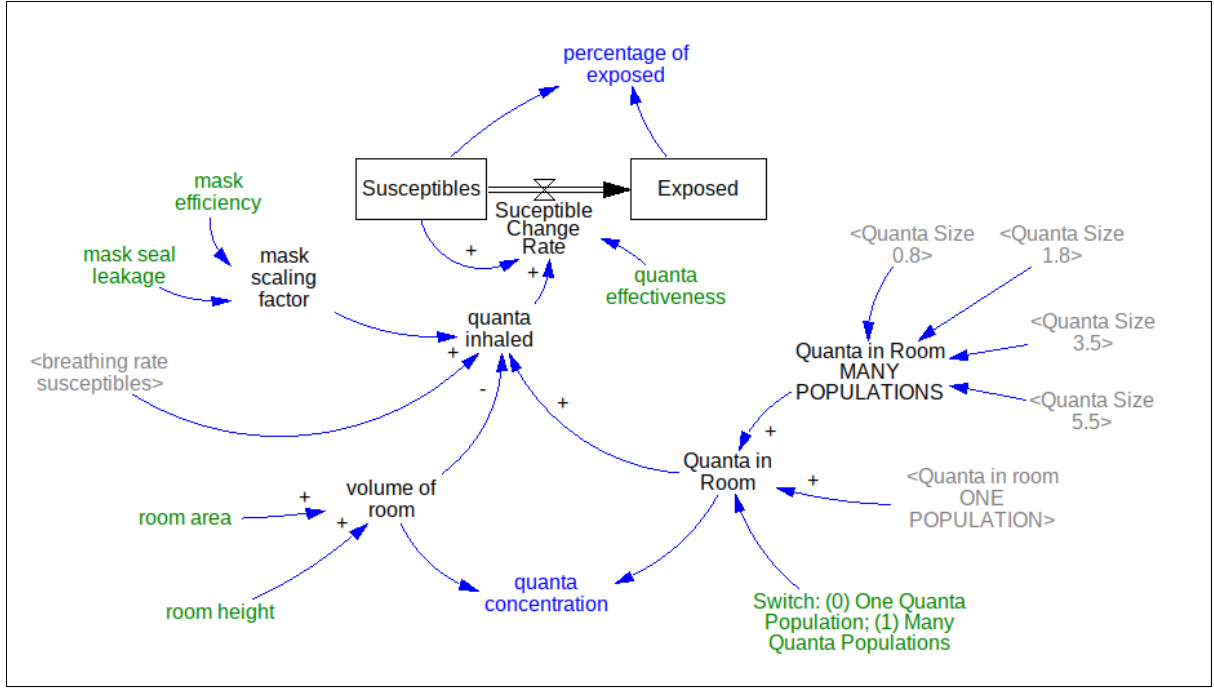 percentage of
exposed
Susceptibles
Exposed
Suceptible
Change
Rate
mask
efficiency
mask seal
leakage
mask
scaling
factor
+
+
quanta
effectiveness
quanta
inhaled
<Quanta Size
0.8>
<Quanta Size
1.8>
<Quanta Size
3.5>
<Quanta Size
5.5>
Quanta in Room
MANY
POPULATIONS
<breathing rate
susceptibles>
+
-
+
+
Quanta in
Room
+
<Quanta in room
ONE
POPULATION>
volume of
room
+
+
room area
room height
quanta
concentration
Switch: (0) One Quanta
Population; (1) Many
Quanta Populations